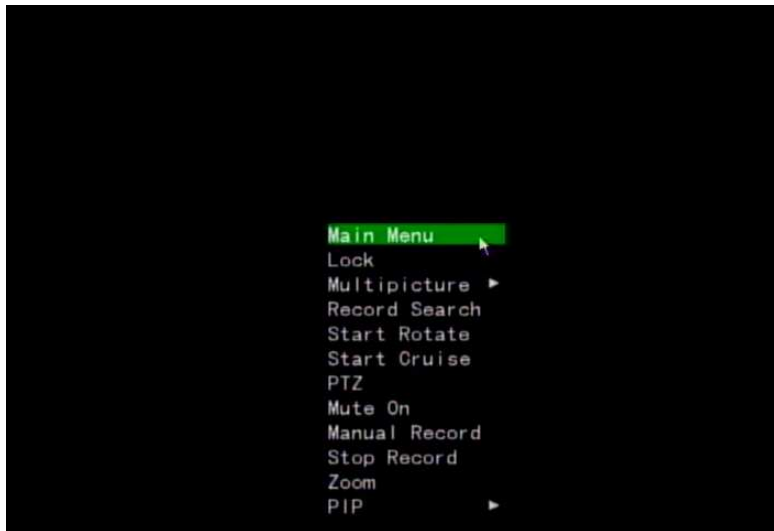 Main Menu
Lock
Multipicture
Record Search
Start Rotate
Start Cruise
PTZ
Mute On
Manual Record
Stop Record
Zoom
PIP